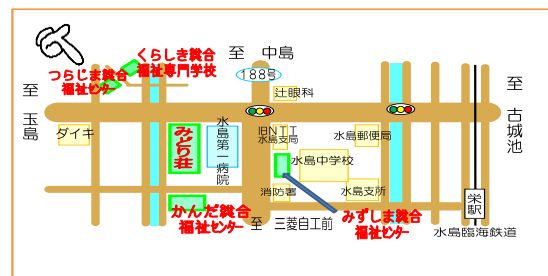 くらしき総合
福祉専門学校
至 中島
188号
つらじま総合
福祉センター
至 玉島
辻眼科
至 古城池
ダイキ
みどり荘
水島第一病院
旧NTT
水島支局
水島郵便局
水島中学校
消防署
水島支所
かんだ総合
福祉センター
至 三菱自工前
みずしま総合
福祉センター
栄駅
水島臨海鉄道